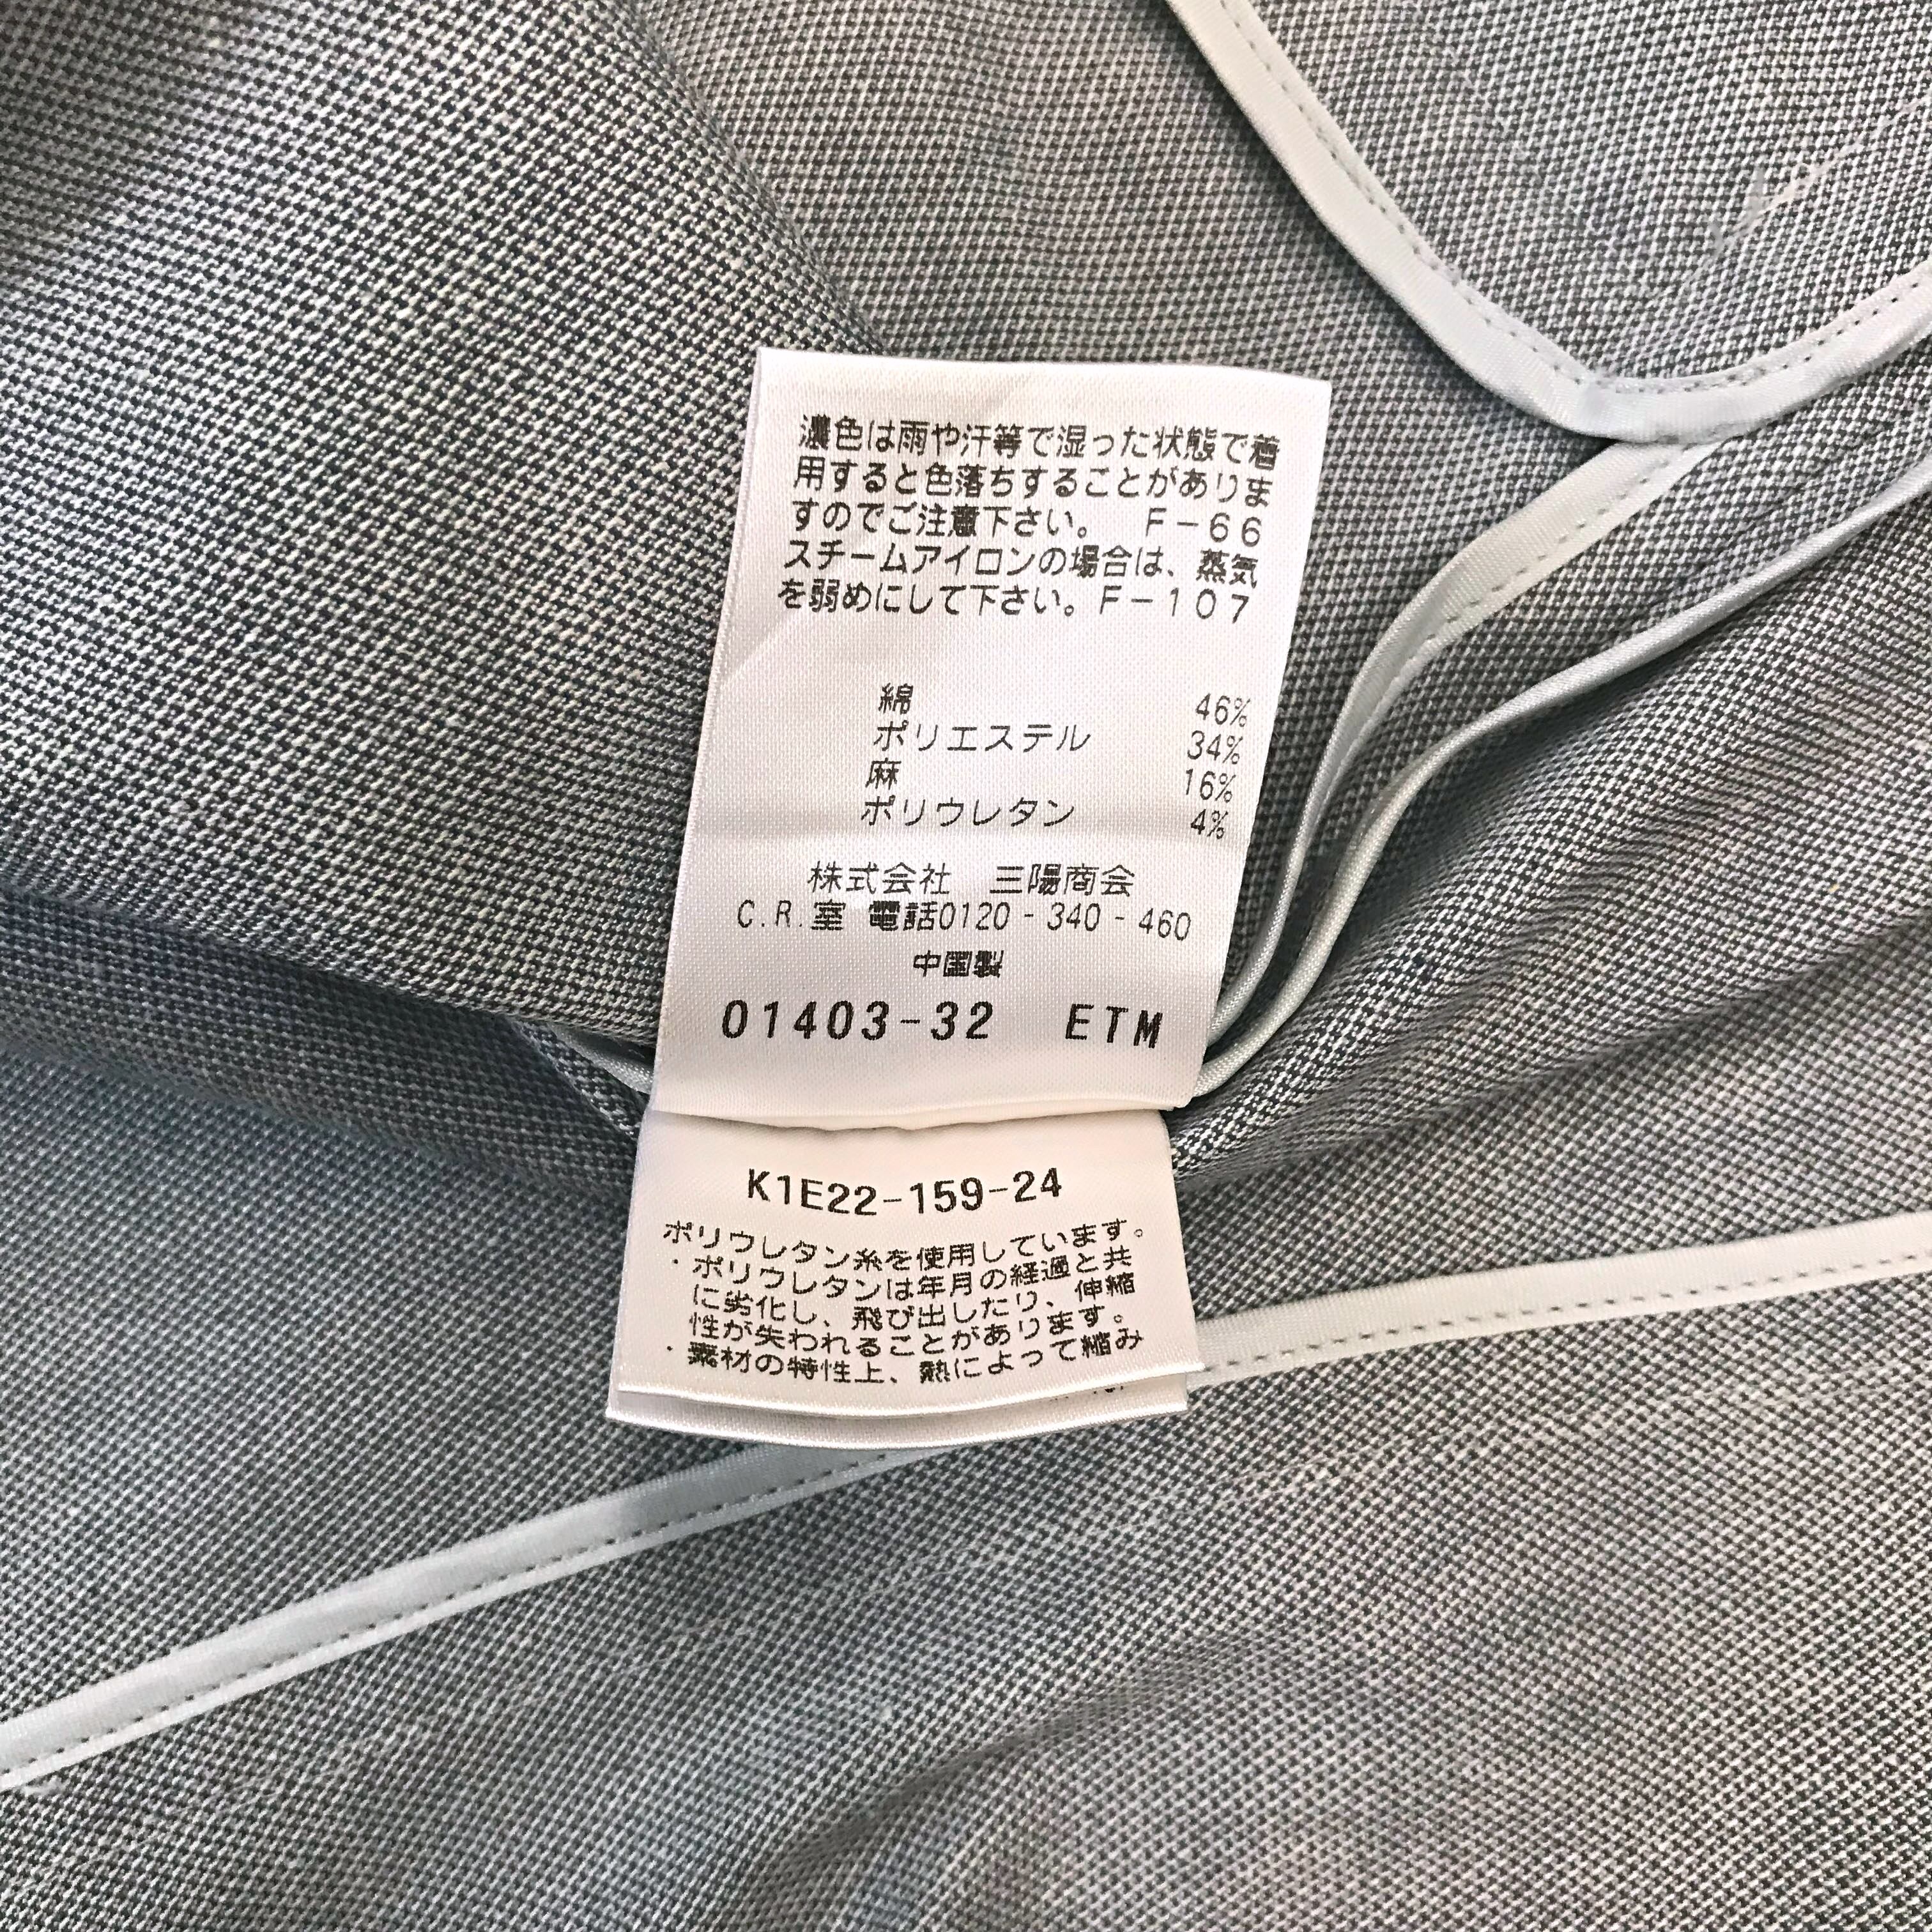 濃色は雨や汗等で湿った状態で着
用すると色落ちすることがありま
すのでご注意下さい。　F－66
スチームアイロンの場合は、蒸気
を弱めにして下さい。F－107
綿 46%
ポリエステル 34%
麻 16%
ポリウレタン 4%
株式会社　三陽商会
C.R.室 電話0120-340-460
中国製
01403-32 ETM
K1E22-159-24
ポリウレタン糸を使用しています。
・ポリウレタンは年月の経過と共
に劣化し、飛び出したり、伸縮
性が失われることがあります。
・素材の特性上、熱によって縮み